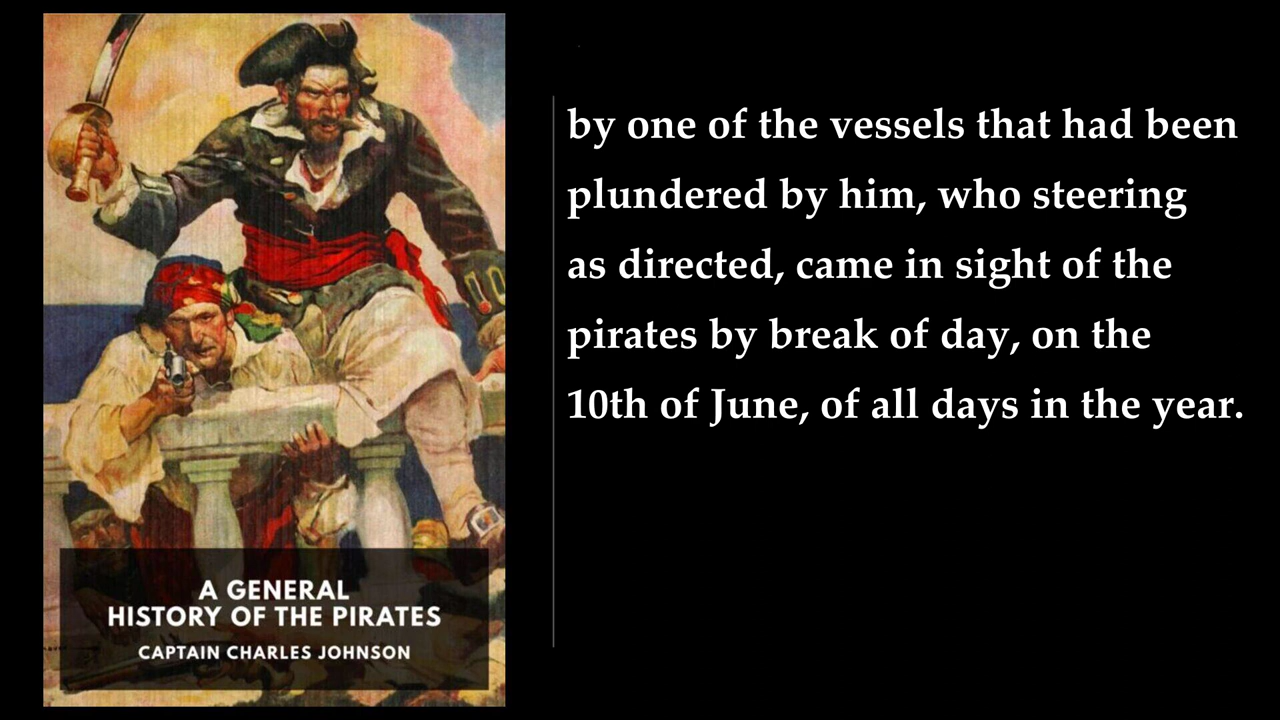 by one of the vessels that had been
plundered by him, who steering
as directed, came in sight of the
pirates by break of day, on the
10th of June, of all days in the year.
A GENERAL
HISTORY OF THE PIRATES
CAPTAIN CHARLES JOHNSON